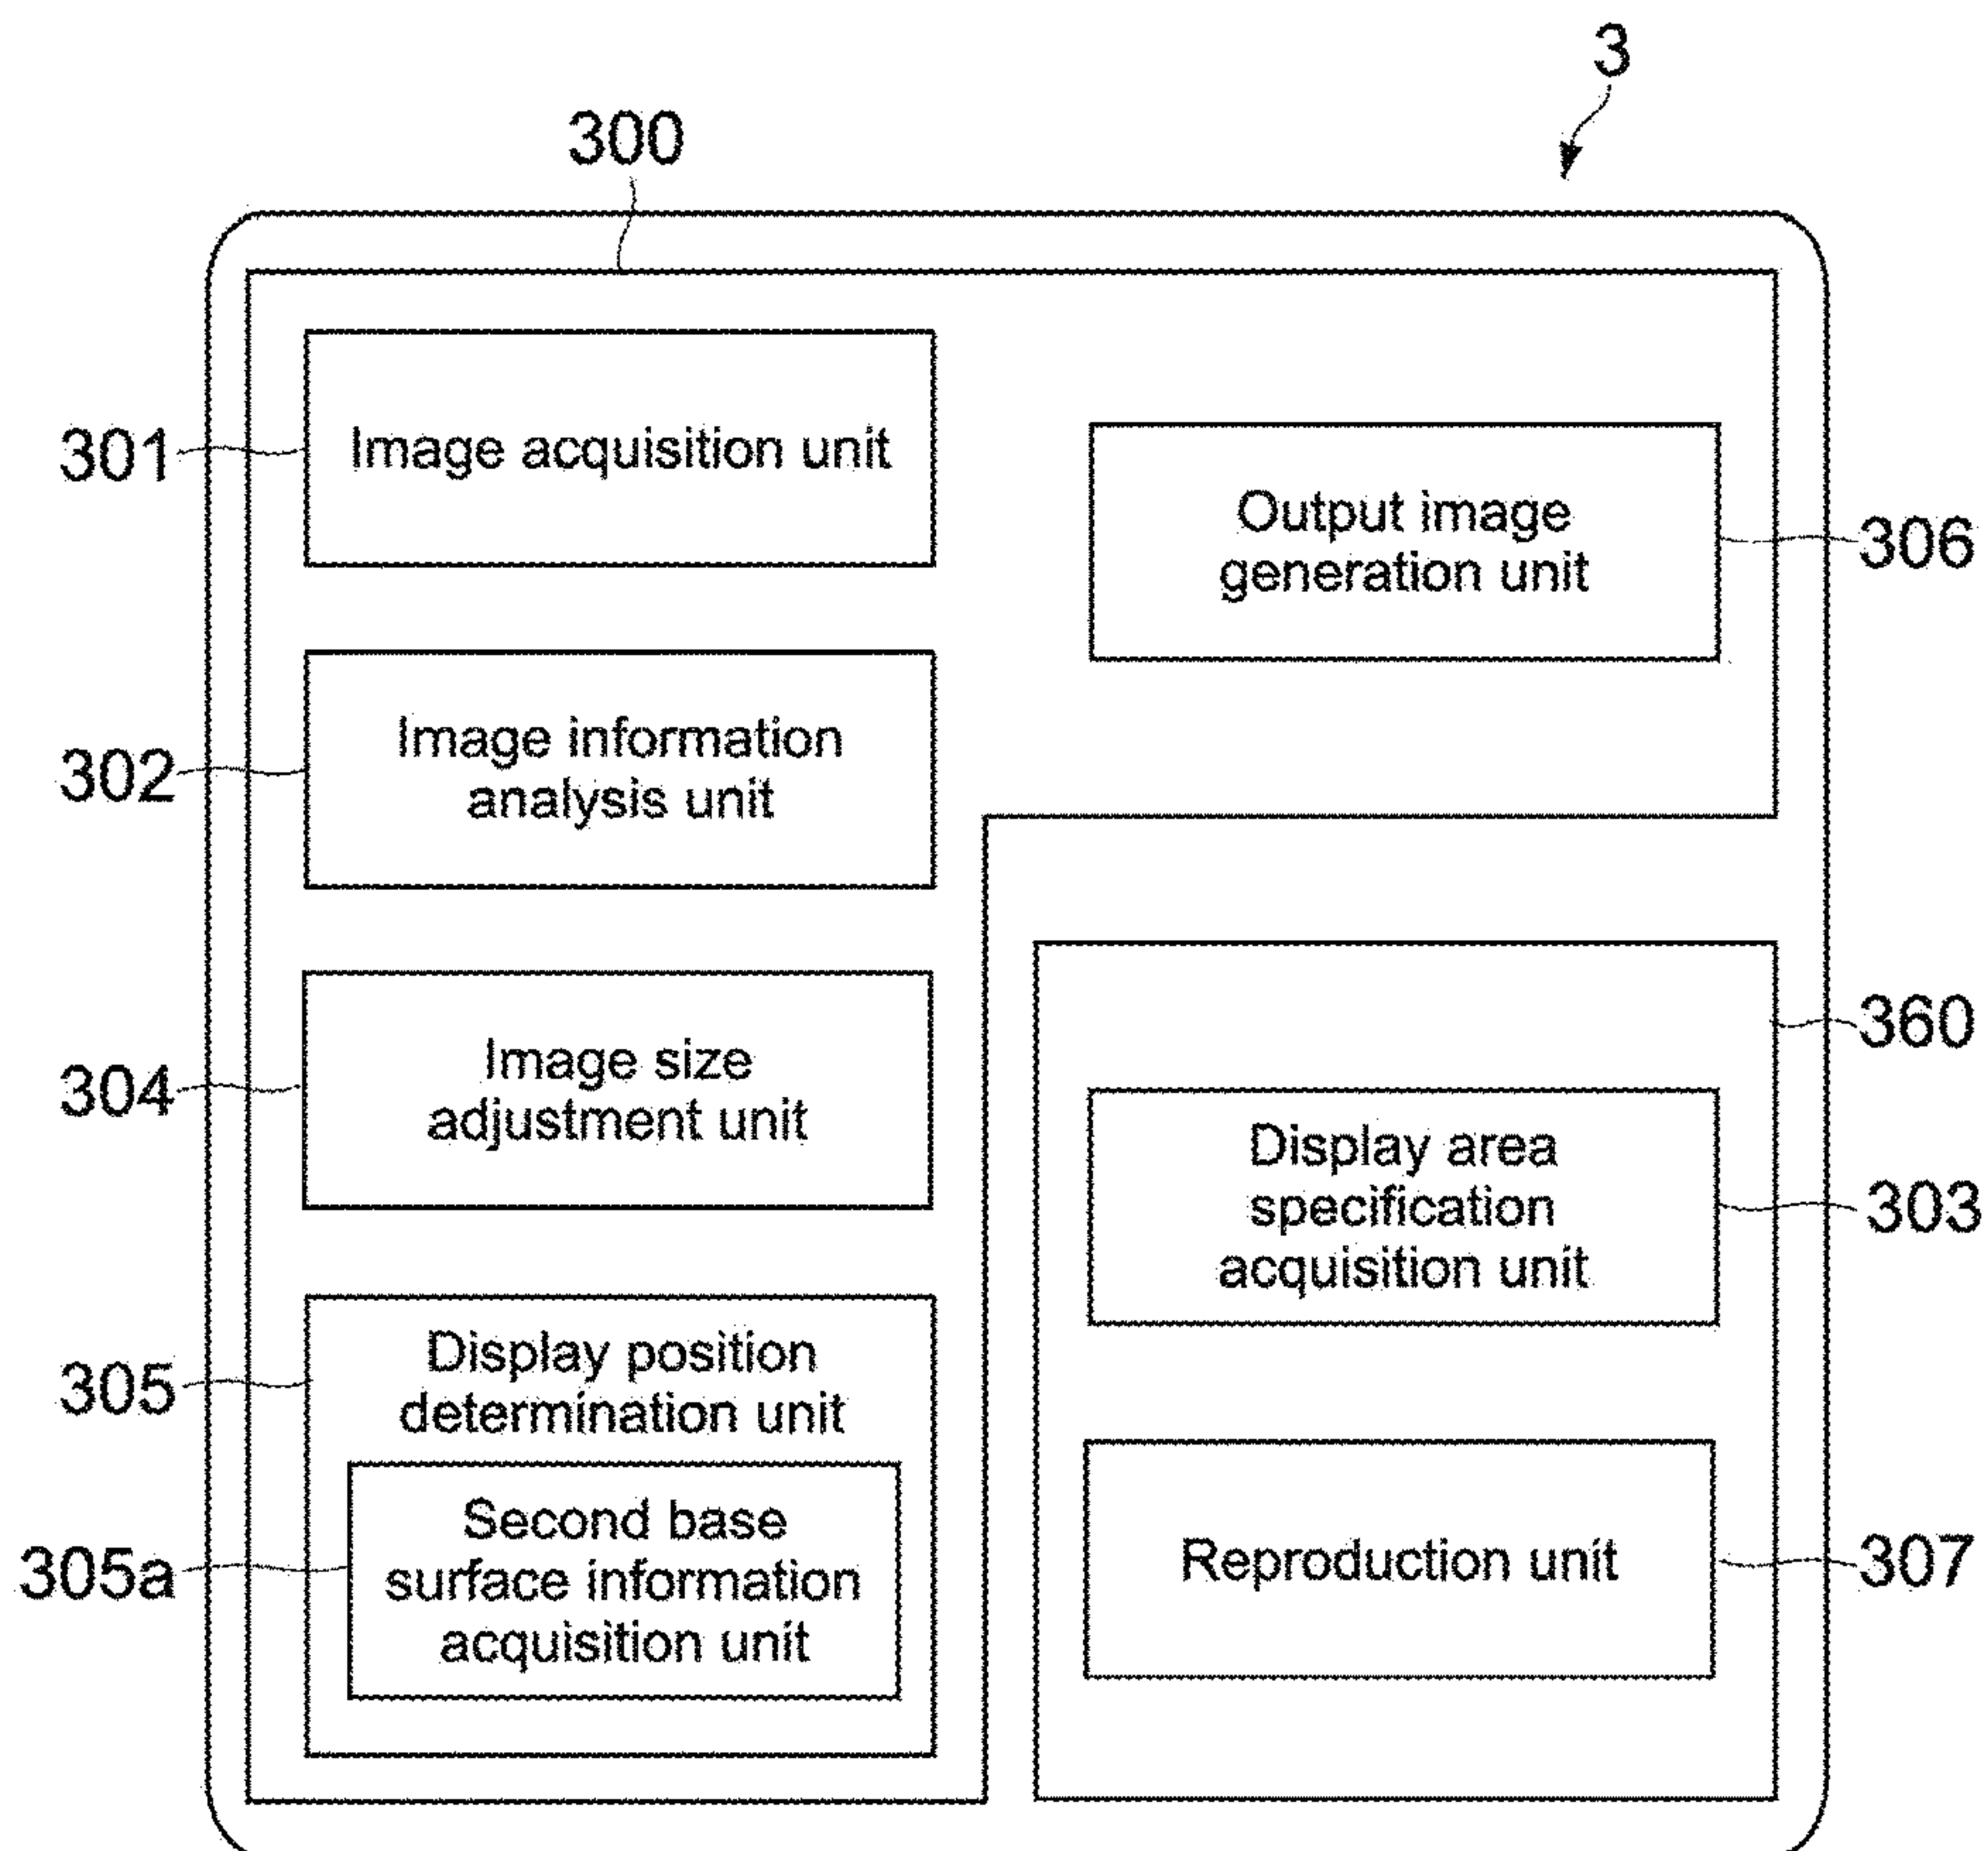 3
300
301
Image acquisition unit
Output image
generation unit
306
302
Image information
analysis unit
304
Image size
adjustment unit
360
Display area
specification
acquisition unit
303
305
Display position
determination unit
305a
Second base
surface information
acquisition unit
Reproduction unit
307